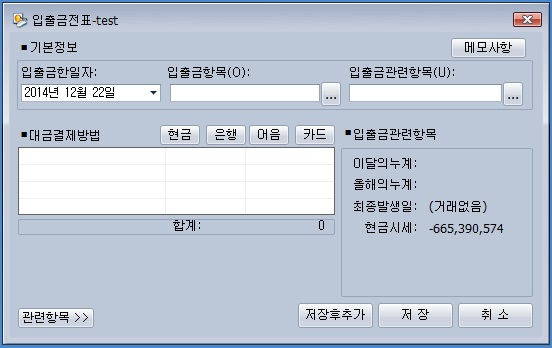 입출금전표-test
■ 기본정보
메모사항
입출금한일자:
입출금항목(O):
입출금관련항목(U):
2014년 12월 22일
...
...
■대금결제방법
현금
은행
어음
카드
■입출금관련항목
이달의누계:
올해의누계:
최종발생일: (거래없음)
현금시세: -665,390,574
합계: 0
관련항목 >>
저장후추가
저 장
취 소